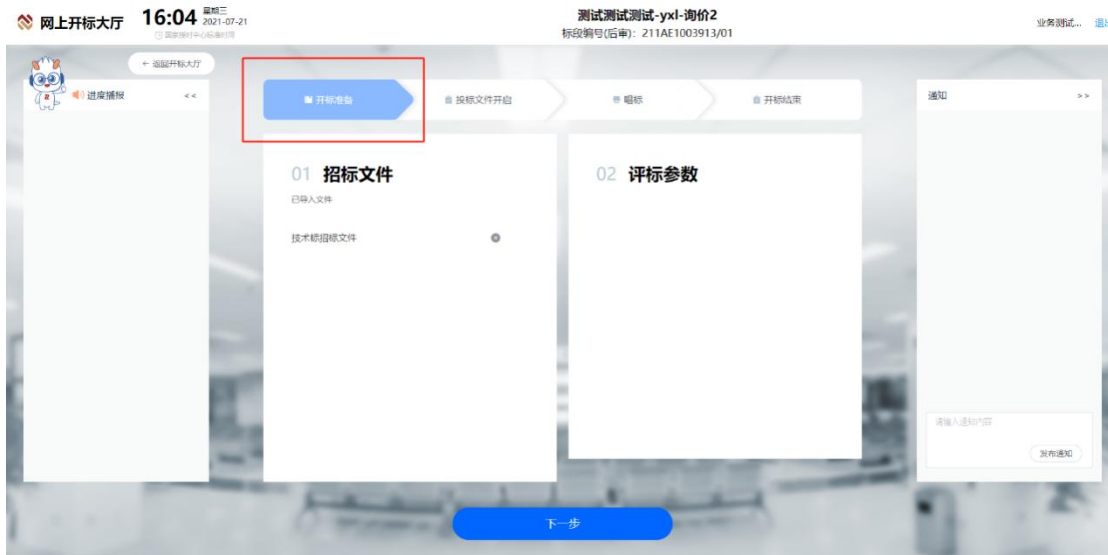 网上开标大厅
16:04
星期三
2021-07-21
国家授时中心标准时间
测试测试测试-yxl-询价2
标段编号(后审): 211AE1003913/01
业务测试...
← 返回开标大厅
进度播报 <<
开标准备
投标文件开启
唱标
开标结束
通知 >>
01 招标文件
已导入文件
技术标招标文件
02 评标参数
请输入通知内容
发布通知
下一步